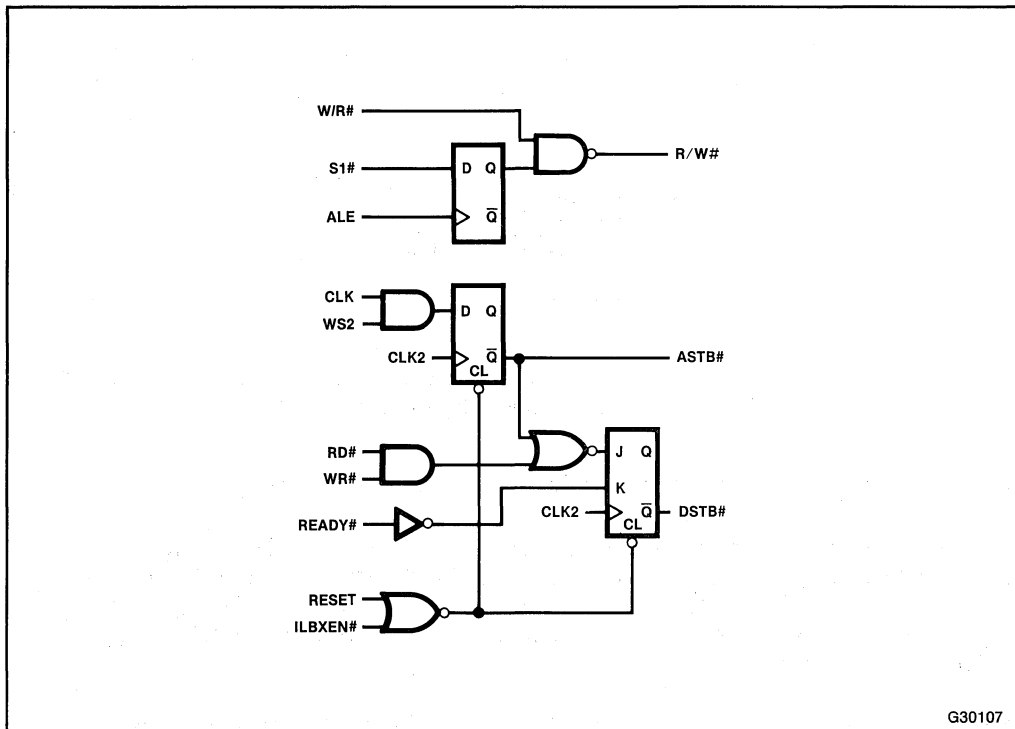 W/R#
R/W#
S1#
D Q
ALE
Q̅
CLK
D Q
WS2
CLK2
Q̅
ASTB#
CL
RD#
J Q
WR#
K
CLK2
Q̅
DSTB#
READY#
CL
RESET
ILBXEN#
G30107